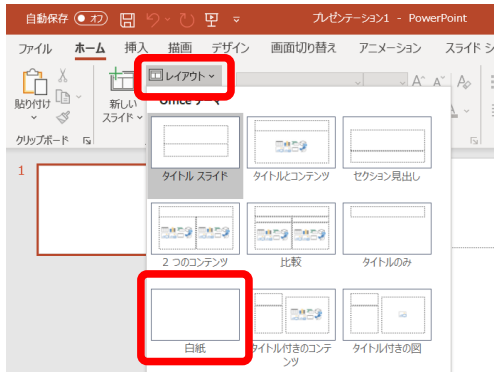 自動保存 オフ
プレゼンテーション1 - PowerPoint
ファイル ホーム 挿入 描画 デザイン 画面切り替え アニメーション スライド シ
貼り付け
新しい
スライド
レイアウト
クリップボード
Office テーマ
1
タイトル スライド タイトルとコンテンツ セクション見出し
2 つのコンテンツ 比較 タイトルのみ
白紙 タイトル付きのコンテ
ンツ タイトル付きの図